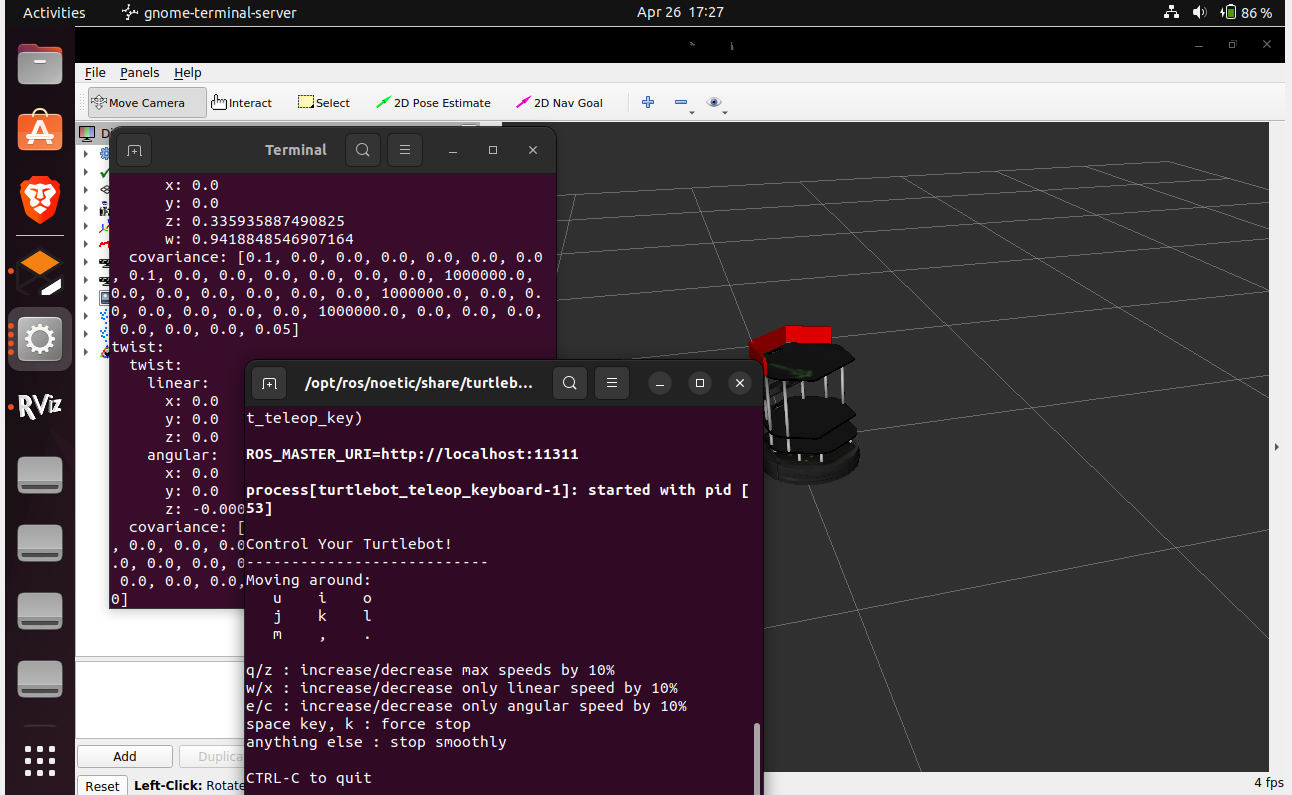 Activities
gnome-terminal-server
Apr 26 17:27
86 %
File Panels Help
Move Camera
Interact
Select
2D Pose Estimate
2D Nav Goal
D
Terminal
x: 0.0
y: 0.0
z: 0.335935887490825
w: 0.9418848546907164
covariance: [0.1, 0.0, 0.0, 0.0, 0.0, 0.0, 0.0
, 0.1, 0.0, 0.0, 0.0, 0.0, 0.0, 0.0, 1000000.0,
0.0, 0.0, 0.0, 0.0, 0.0, 0.0, 1000000.0, 0.0, 0.
0, 0.0, 0.0, 0.0, 0.0, 1000000.0, 0.0, 0.0, 0.0,
0.0, 0.0, 0.0, 0.05]
twist:
twist:
linear:
x: 0.0
y: 0.0
z: 0.0
angular:
x: 0.0
y: 0.0
z: -0.000
covariance: [
, 0.0, 0.0, 0.0
.0, 0.0, 0.0, 0
0.0, 0.0, 0.0,
0]
/opt/ros/noetic/share/turtleb...
t_teleop_key)
ROS_MASTER_URI=http://localhost:11311
process[turtlebot_teleop_keyboard-1]: started with pid [
53]
Control Your Turtlebot!
---------------------------
Moving around:
u i o
j k l
m , .
q/z : increase/decrease max speeds by 10%
w/x : increase/decrease only linear speed by 10%
e/c : increase/decrease only angular speed by 10%
space key, k : force stop
anything else : stop smoothly
CTRL-C to quit
RViz
Add
Duplica
Reset
Left-Click: Rotate
4 fps